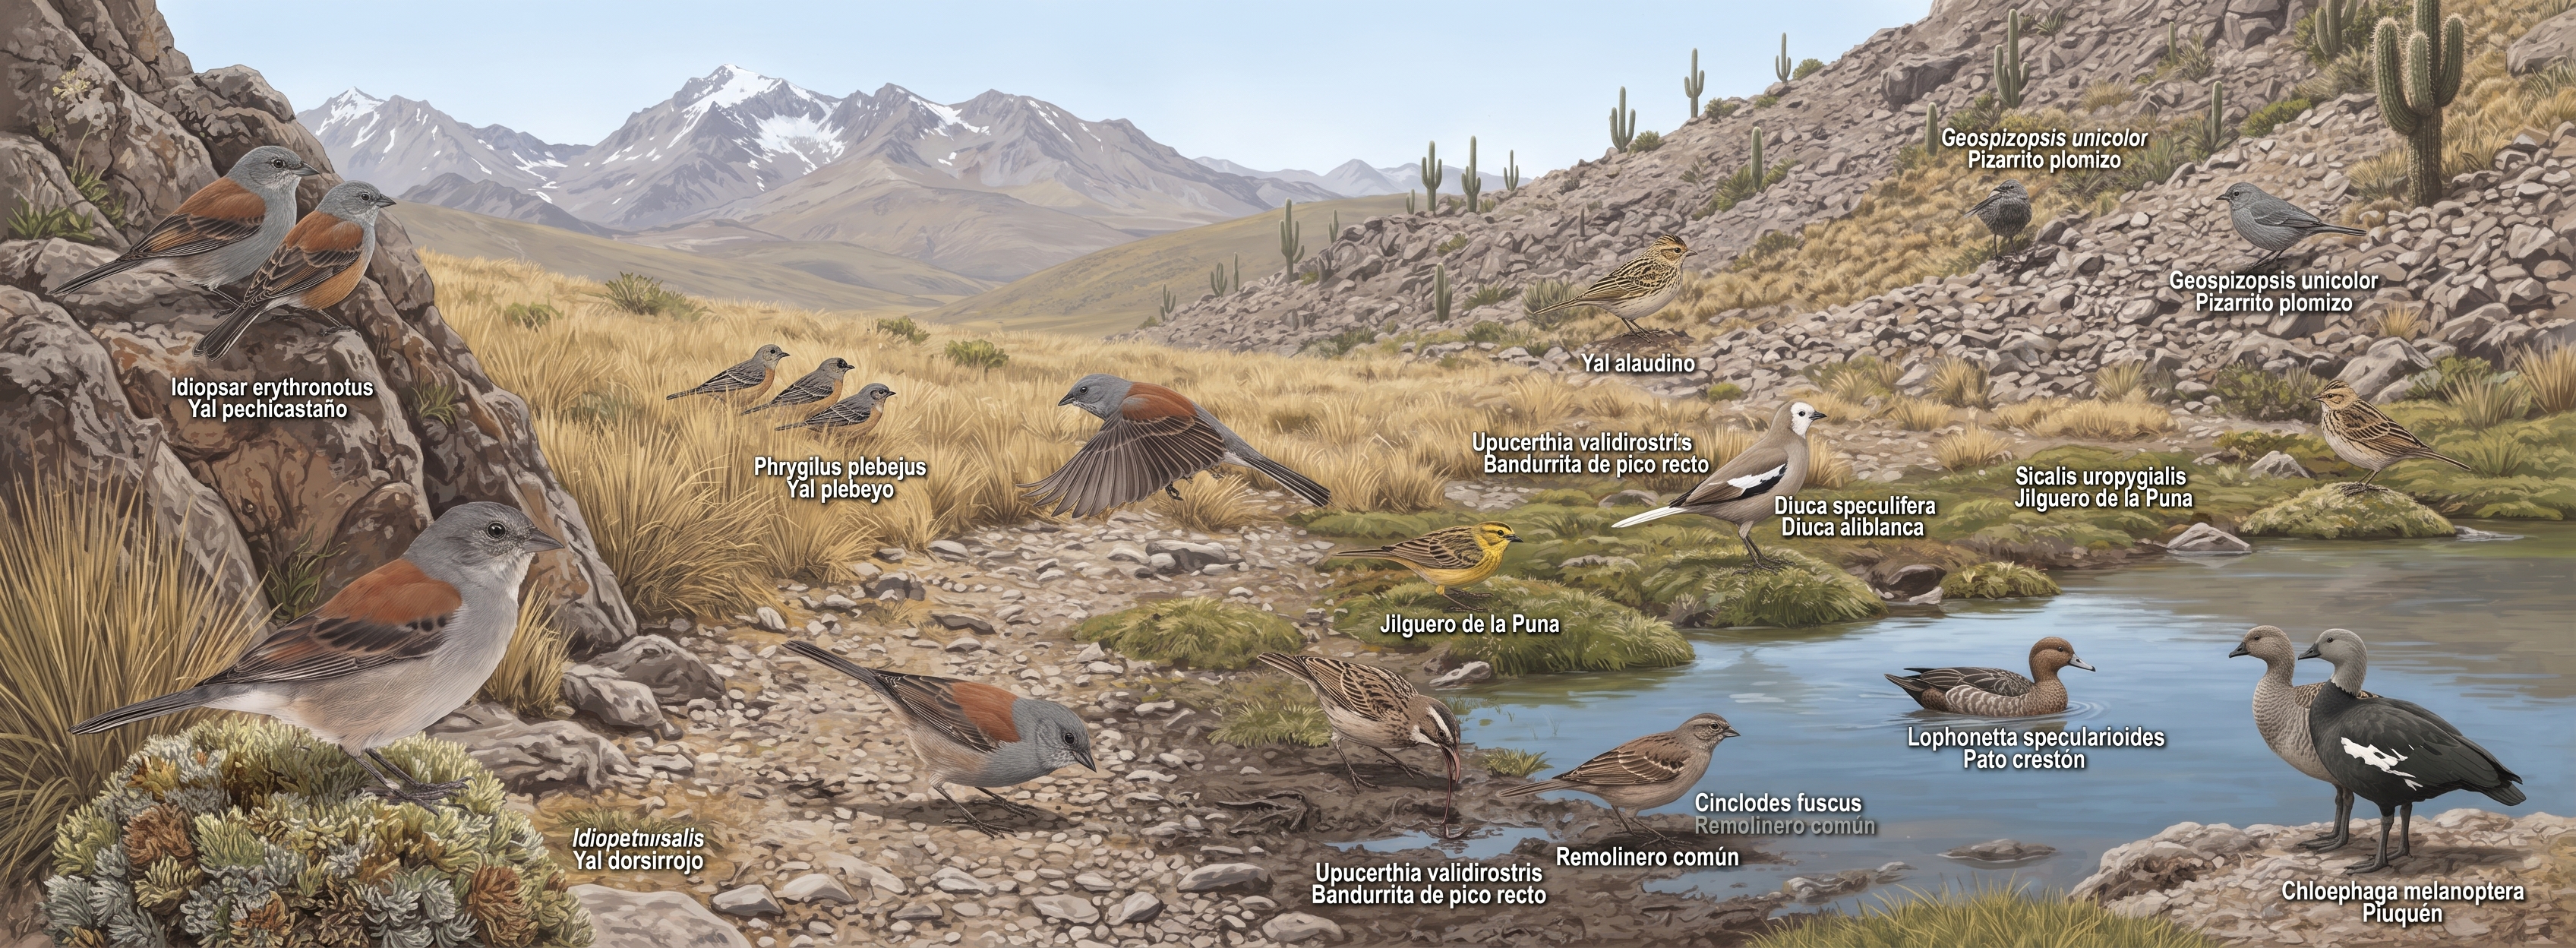 Geospizopsis unicolor
Pizarrito plomizo
Geospizopsis unicolor
Pizarrito plomizo
Yal alaudino
Idiopsar erythronotus
Yal pechicastaño
Phrygilus plebejus
Yal plebeyo
Upucerthia validirostris
Bandurrita de pico recto
Diuca speculifera
Diuca aliblanca
Sicalis uropygialis
Jilguero de la Puna
Jilguero de la Puna
Lophonetta specularioides
Pato crestón
Cinclodes fuscus
Remolinero común
Remolinero común
Idiopetnusalis
Yal dorsirrojo
Upucerthia validirostris
Bandurrita de pico recto
Chloephaga melanoptera
Piuquén